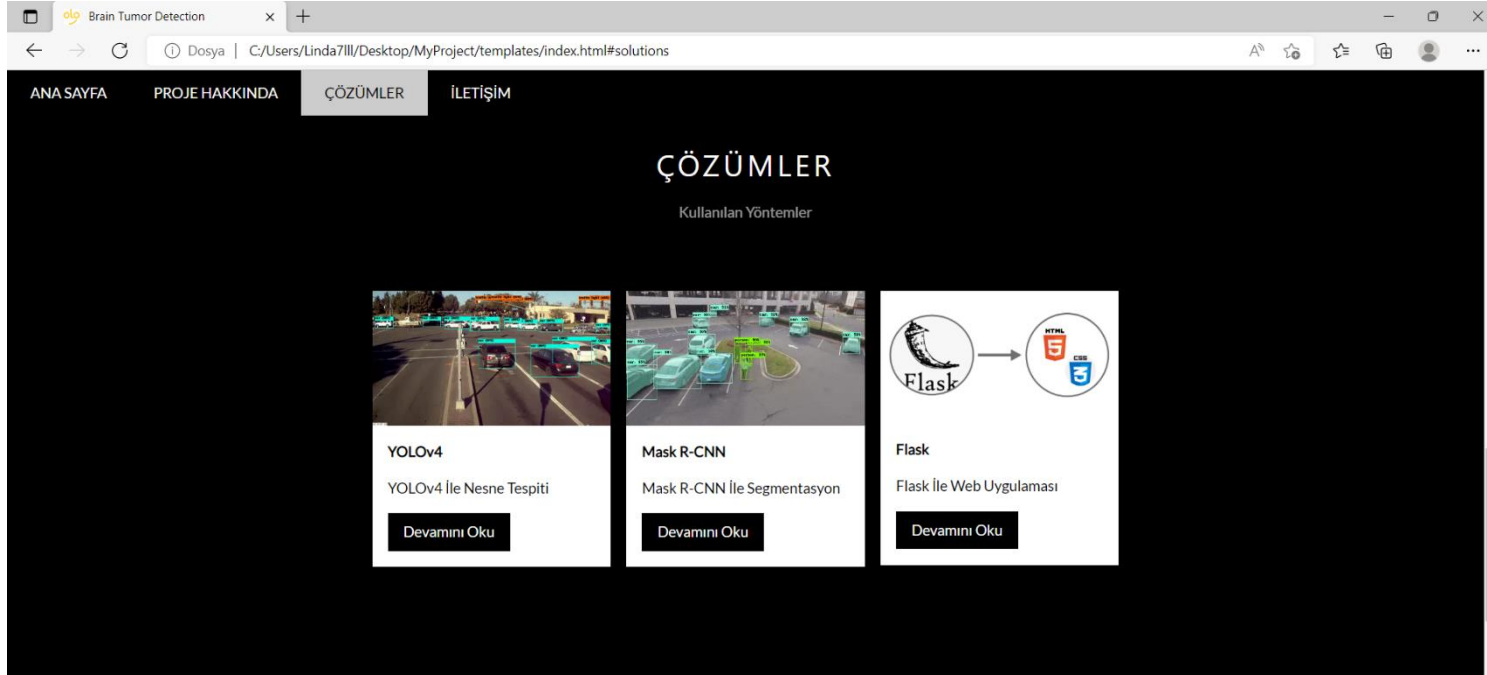 Brain Tumor Detection
Dosya | C:/Users/Linda7lll/Desktop/MyProject/templates/index.html#solutions
ANA SAYFA PROJE HAKKINDA ÇÖZÜMLER İLETİŞİM
ÇÖZÜMLER
Kullanılan Yöntemler
Flask
HTML
5
CSS
3
YOLOv4
YOLOv4 İle Nesne Tespiti
Devamını Oku
Mask R-CNN
Mask R-CNN İle Segmentasyon
Devamını Oku
Flask
Flask İle Web Uygulaması
Devamını Oku